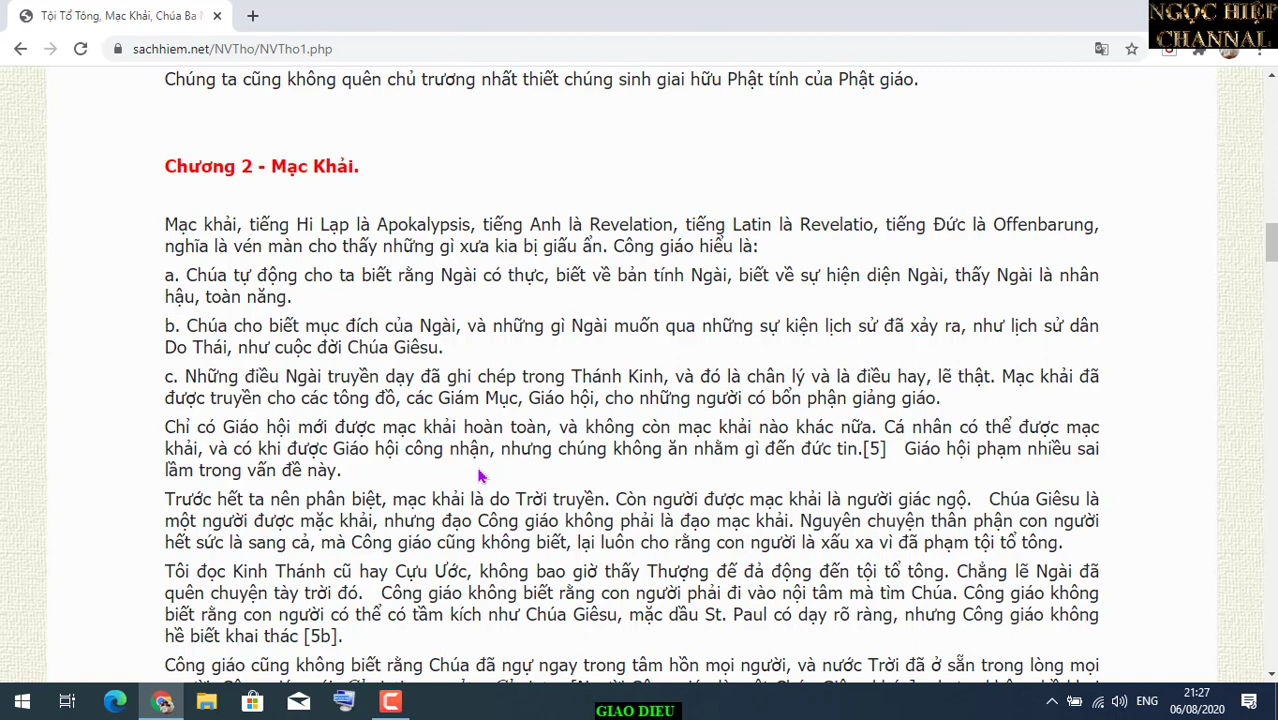 Tội Tổ Tông, Mạc Khải, Chúa Ba
NGỌC HIỆP
CHANNAL
sachhiem.net/NVTho/NVTho1.php
Chúng ta cũng không quên chủ trương nhất thiết chúng sinh giai hữu Phật tính của Phật giáo.
Chương 2 - Mạc Khải.
Mạc khải, tiếng Hi Lạp là Apokalypsis, tiếng Anh là Revelation, tiếng Latin là Revelatio, tiếng Đức là Offenbarung,
nghĩa là vén màn cho thấy những gì xưa kia bị giấu ẩn. Công giáo hiểu là:
a. Chúa tự động cho ta biết rằng Ngài có thực, biết về bản tính Ngài, biết về sự hiện diện Ngài, thấy Ngài là nhân
hậu, toàn năng.
b. Chúa cho biết mục đích của Ngài, và những gì Ngài muốn qua những sự kiện lịch sử đã xảy ra, như lịch sử dân
Do Thái, như cuộc đời Chúa Giêsu.
c. Những điều Ngài truyền dạy đã ghi chép trong Thánh Kinh, và đó là chân lý và là điều hay, lẽ thật. Mạc khải đã
được truyền cho các tông đồ, các Giám Mục, Giáo hội, cho những người có bổn phận giảng giáo.
Chỉ có Giáo hội mới được mạc khải hoàn toàn, và không còn mạc khải nào khác nữa. Cá nhân có thể được mạc
khải, và có khi được Giáo hội công nhận, nhưng chúng không ăn nhằm gì đến đức tin.[5] Giáo hội phạm nhiều sai
lầm trong vấn đề này.
Trước hết ta nên phân biệt, mạc khải là do Trời truyền. Còn người được mạc khải là người giác ngộ. Chúa Giêsu là
một người được mặc khải, nhưng đạo Công giáo không phải là đạo mạc khải. Nguyên chuyện thân phận con người
hết sức là sang cả, mà Công giáo cũng không biết, lại luôn cho rằng con người là xấu xa vì đã phạm tội tổ tông.
Tôi đọc Kinh Thánh cũ hay Cựu Ước, không bao giờ thấy Thượng đế đả động đến tội tổ tông. Chẳng lẽ Ngài đã
quên chuyện tày trời đó. Công giáo không biết rằng con người phải đi vào nội tâm mà tìm Chúa. Công giáo không
biết rằng con người có thể có tầm kích như Chúa Giêsu, mặc dầu St. Paul có dạy rõ ràng, nhưng Công giáo không
hề biết khai thác [5b].
Công giáo cũng không biết rằng Chúa đã ngự ngay trong tâm hồn mọi người, và nước Trời đã ở sẵn trong lòng mọi
ENG
21:27
06/08/2020
GIAO DIEU